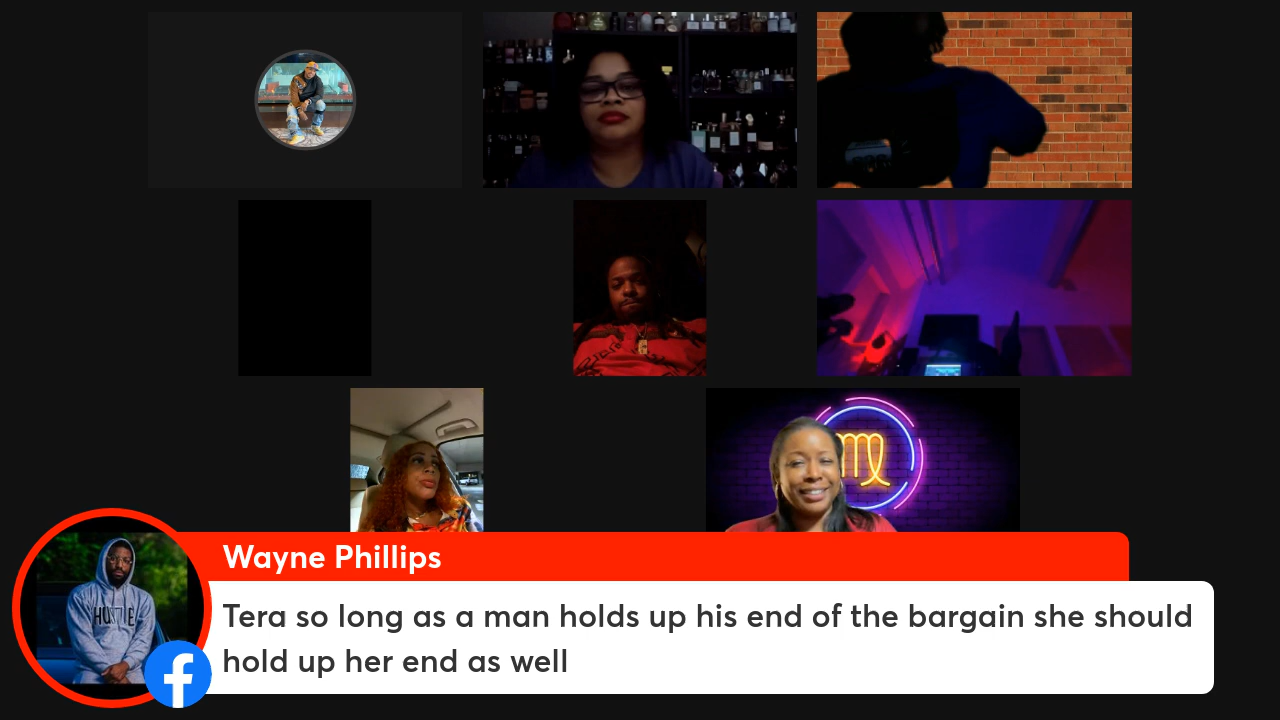 Wayne Phillips
Tera so long as a man holds up his end of the bargain she should
hold up her end as well